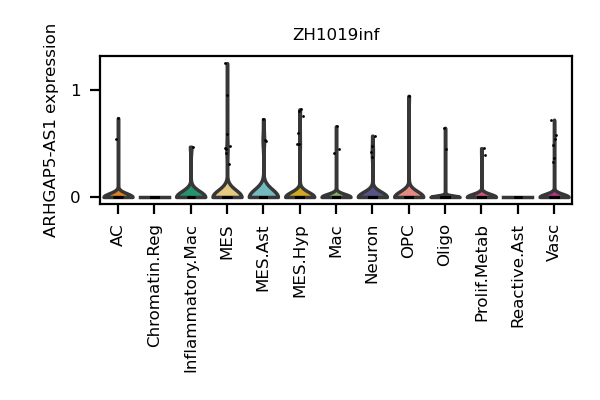 ZH1019inf
ARHGAP5-AS1 expression
1
0
AC
Chromatin.Reg
Inflammatory.Mac
MES
MES.Ast
MES.Hyp
Mac
Neuron
OPC
Oligo
Prolif.Metab
Reactive.Ast
Vasc